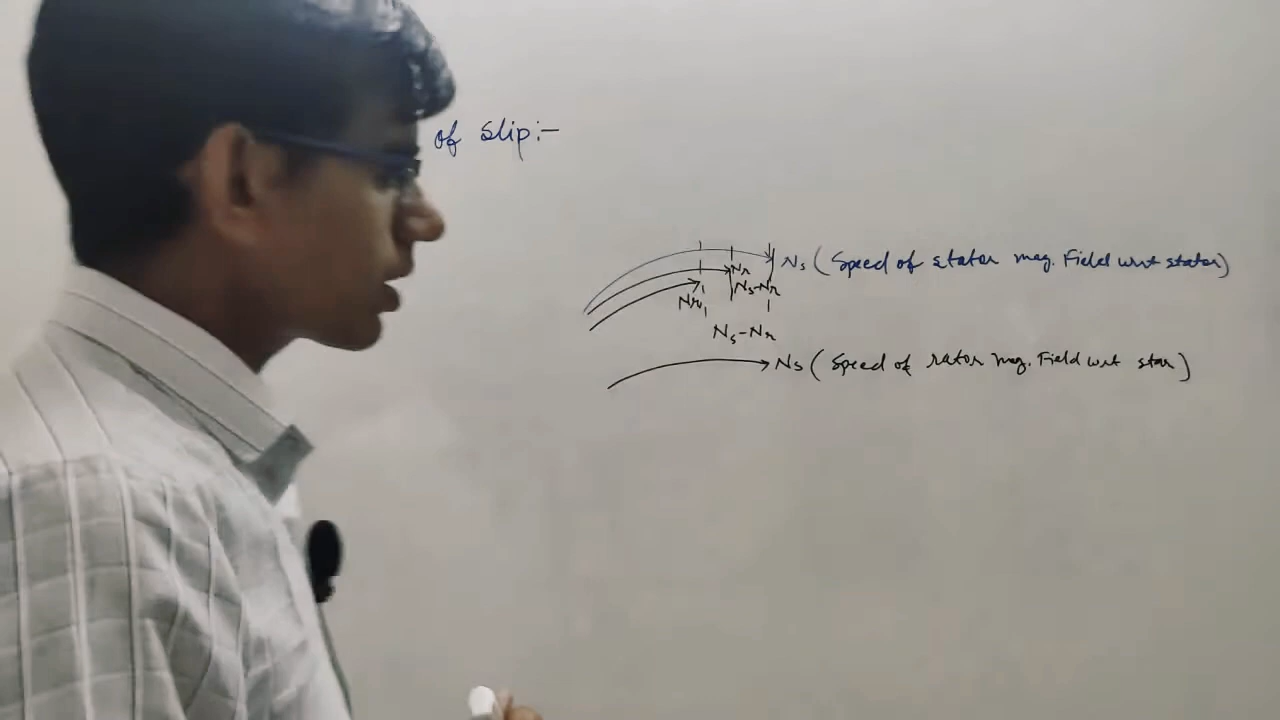 of Slip:-
Ns (Speed of stator mag. Field wrt stator)
Nr
Ns-Nr
Nr₁
Ns-Nr
Ns (Speed of rotor mag. Field wrt star)